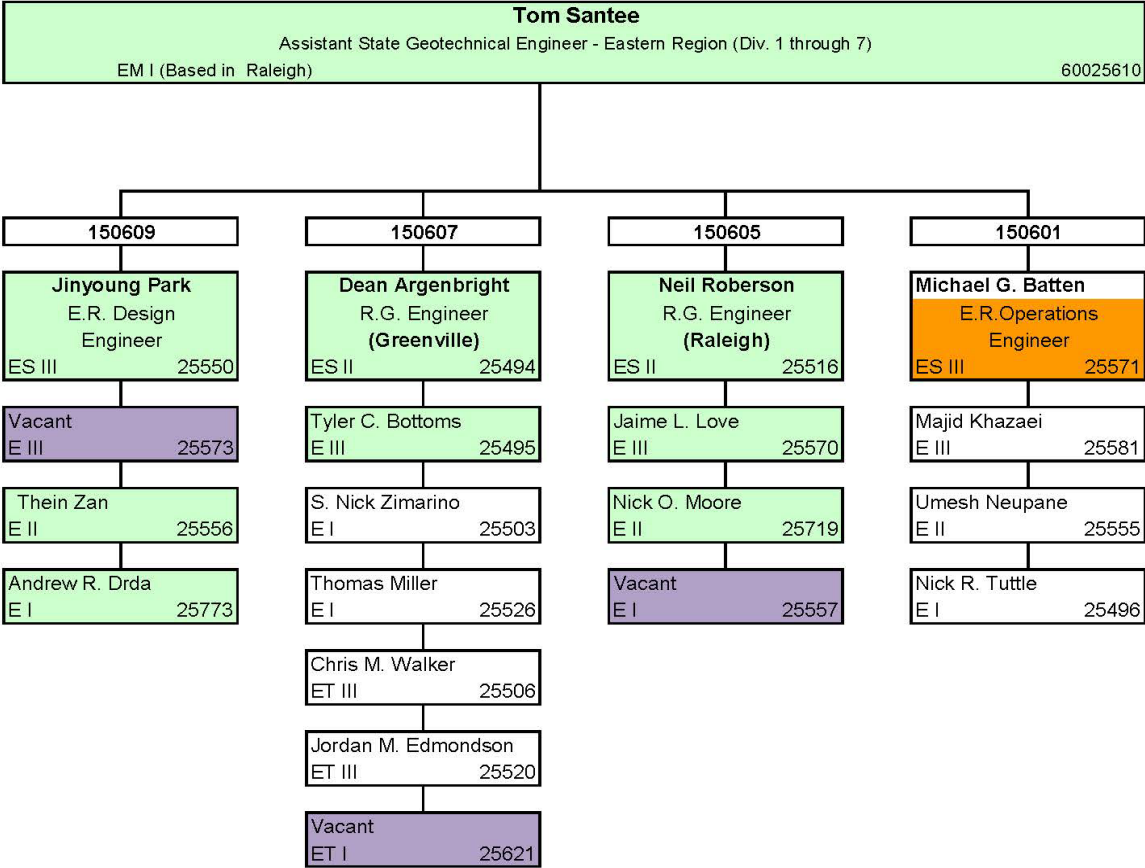 Tom Santee
Assistant State Geotechnical Engineer - Eastern Region (Div. 1 through 7)
EM I (Based in Raleigh) 60025610
150609
Jinyoung Park
E.R. Design
Engineer
ES III 25550
Vacant
E III 25573
Thein Zan
E II 25556
Andrew R. Drda
E I 25773
150607
Dean Argenbright
R.G. Engineer
(Greenville)
ES II 25494
Tyler C. Bottoms
E III 25495
S. Nick Zimarino
E I 25503
Thomas Miller
E I 25526
Chris M. Walker
ET III 25506
Jordan M. Edmondson
ET III 25520
Vacant
ET I 25621
150605
Neil Roberson
R.G. Engineer
(Raleigh)
ES II 25516
Jaime L. Love
E III 25570
Nick O. Moore
E II 25719
Vacant
E I 25557
150601
Michael G. Batten
E.R.Operations
Engineer
ES III 25571
Majid Khazaei
E III 25581
Umesh Neupane
E II 25555
Nick R. Tuttle
E I 25496